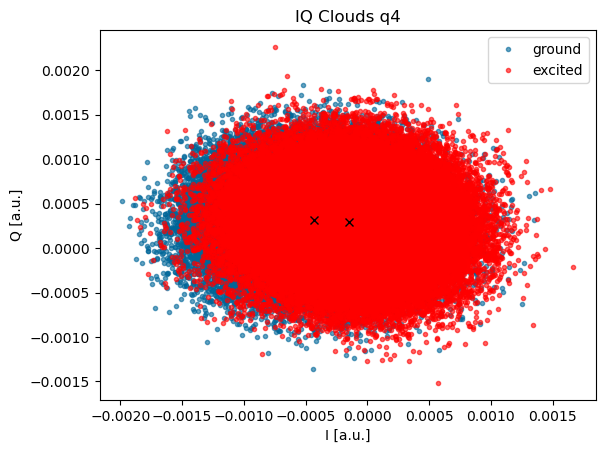 IQ Clouds q4
ground
excited
Q [a.u.]
0.0020
0.0015
0.0010
0.0005
0.0000
−0.0005
−0.0010
−0.0015
−0.0020 −0.0015 −0.0010 −0.0005 0.0000 0.0005 0.0010 0.0015
I [a.u.]